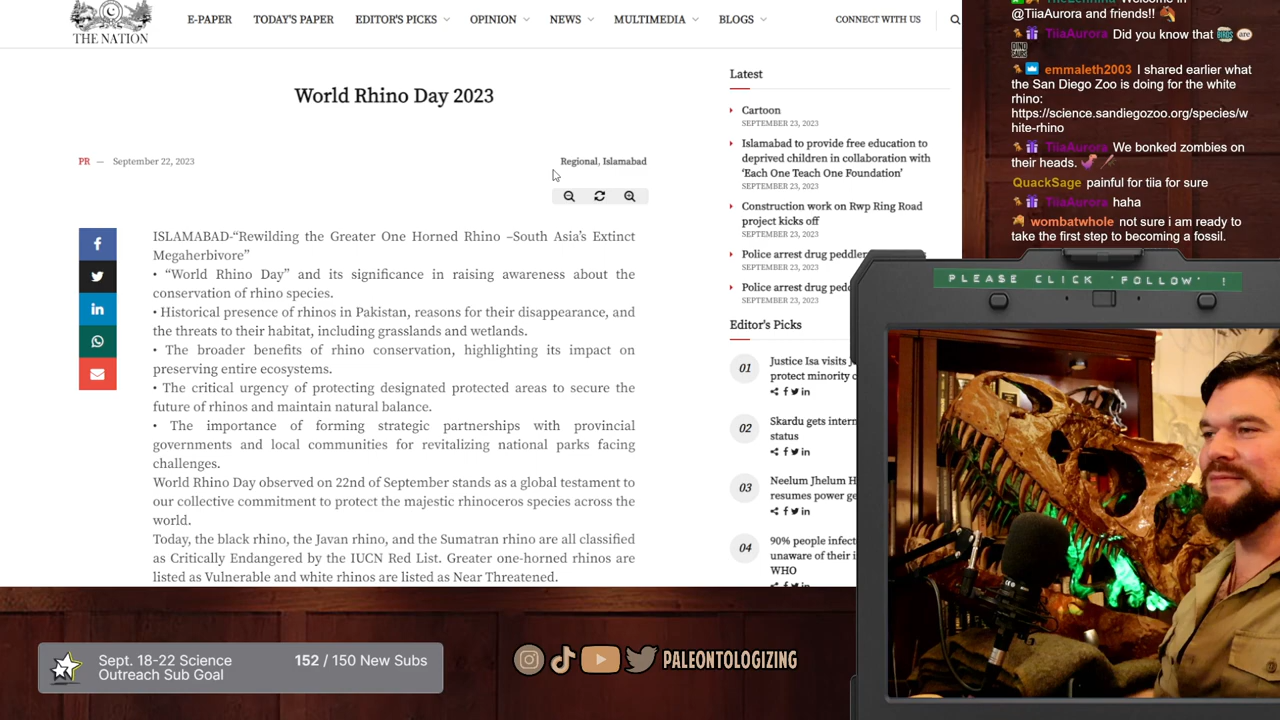 THE NATION
E-PAPER
TODAY'S PAPER
EDITOR'S PICKS
OPINION
NEWS
MULTIMEDIA
BLOGS
CONNECT WITH US
World Rhino Day 2023
PR — September 22, 2023
Regional, Islamabad
ISLAMABAD-“Rewilding the Greater One Horned Rhino –South Asia’s Extinct
Megaherbivore”
• “World Rhino Day” and its significance in raising awareness about the
conservation of rhino species.
• Historical presence of rhinos in Pakistan, reasons for their disappearance, and
the threats to their habitat, including grasslands and wetlands.
• The broader benefits of rhino conservation, highlighting its impact on
preserving entire ecosystems.
• The critical urgency of protecting designated protected areas to secure the
future of rhinos and maintain natural balance.
• The importance of forming strategic partnerships with provincial
governments and local communities for revitalizing national parks facing
challenges.
World Rhino Day observed on 22nd of September stands as a global testament to
our collective commitment to protect the majestic rhinoceros species across the
world.
Today, the black rhino, the Javan rhino, and the Sumatran rhino are all classified
as Critically Endangered by the IUCN Red List. Greater one-horned rhinos are
listed as Vulnerable and white rhinos are listed as Near Threatened.
Latest
Cartoon
SEPTEMBER 23, 2023
Islamabad to provide free education to
deprived children in collaboration with
‘Each One Teach One Foundation’
SEPTEMBER 23, 2023
Construction work on Rwp Ring Road
project kicks off
SEPTEMBER 23, 2023
Police arrest drug peddler
SEPTEMBER 23, 2023
Police arrest drug
SEPTEMBER 23, 2023
Editor's Picks
01
Justice Isa visits
protect minority
02
Skardu gets
status
03
Neelum Jhelum
resumes power
04
90% people
unaware of their
WHO
@TiiaAurora and friends!!
TiiaAurora Did you know that BIRDS are
DINO
SAURS
emmaleth2003 I shared earlier what
the San Diego Zoo is doing for the white
rhino:
https://science.sandiegozoo.org/species/w
hite-rhino
TiiaAurora We bonked zombies on
their heads.
QuackSage painful for tiia for sure
TiiaAurora haha
wombatwhole not sure i am ready to
take the first step to becoming a fossil.
PLEASE CLICK 'FOLLOW' !
Sept. 18-22 Science
Outreach Sub Goal
152 / 150 New Subs
PALEONTOLOGIZING